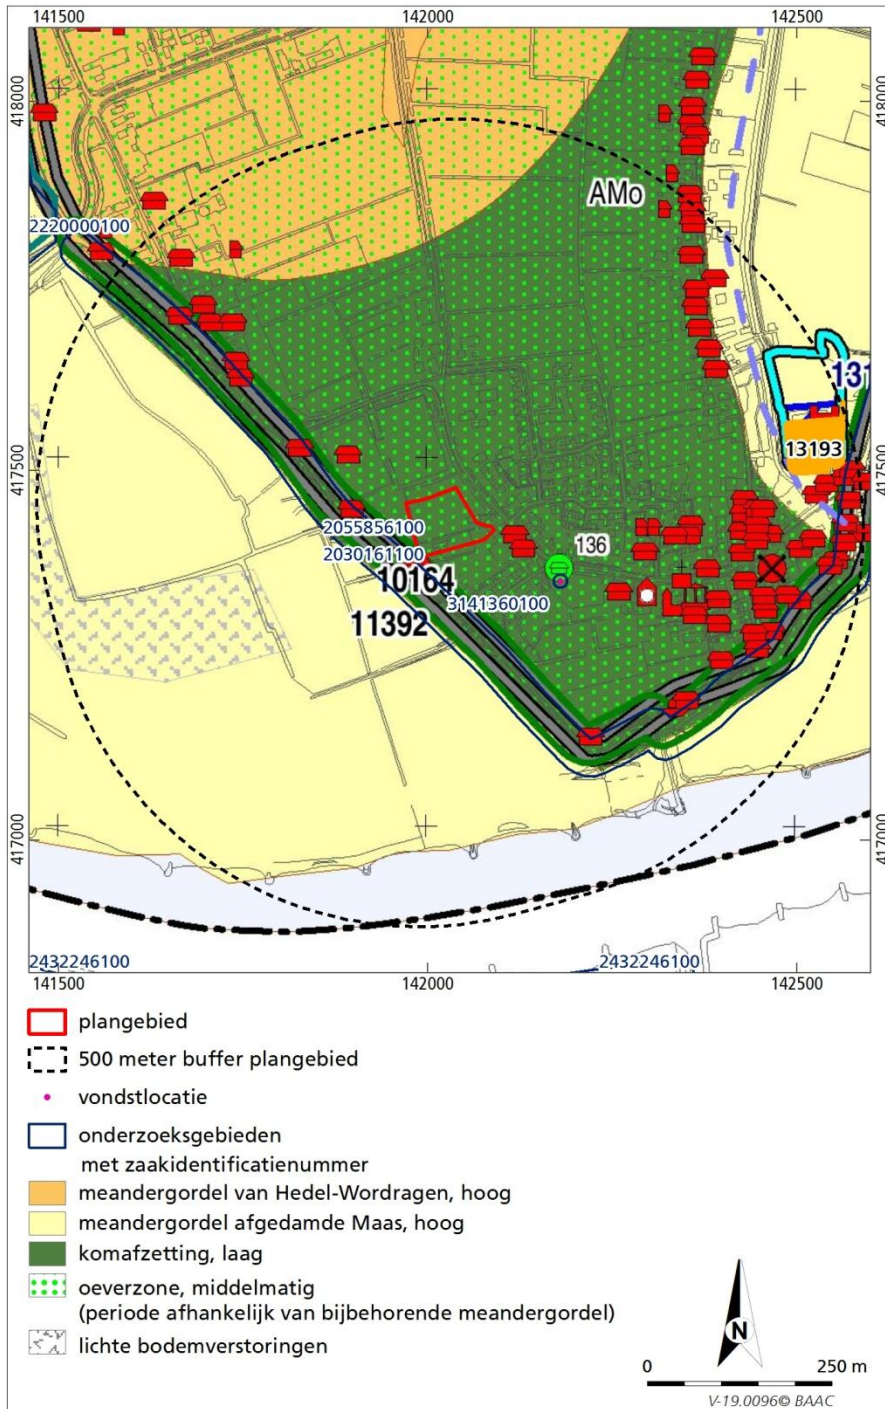 141500 142000 142500
418000 418000
AMo
2220000100
13193
417500 417500
2055856100
136
2030161100
10164
3141360100
11392
417000 417000
2432246100 2432246100
141500 142000 142500
plangebied
500 meter buffer plangebied
vondstlocatie
onderzoeksgebieden
met zaakidentificatienummer
meandergordel van Hedel-Wordragen, hoog
meandergordel afgedamde Maas, hoog
komafzetting, laag
oeverzone, middelmatig
(periode afhankelijk van bijbehorende meandergordel)
lichte bodemverstoringen
N
0 250 m
V-19.0096© BAAC